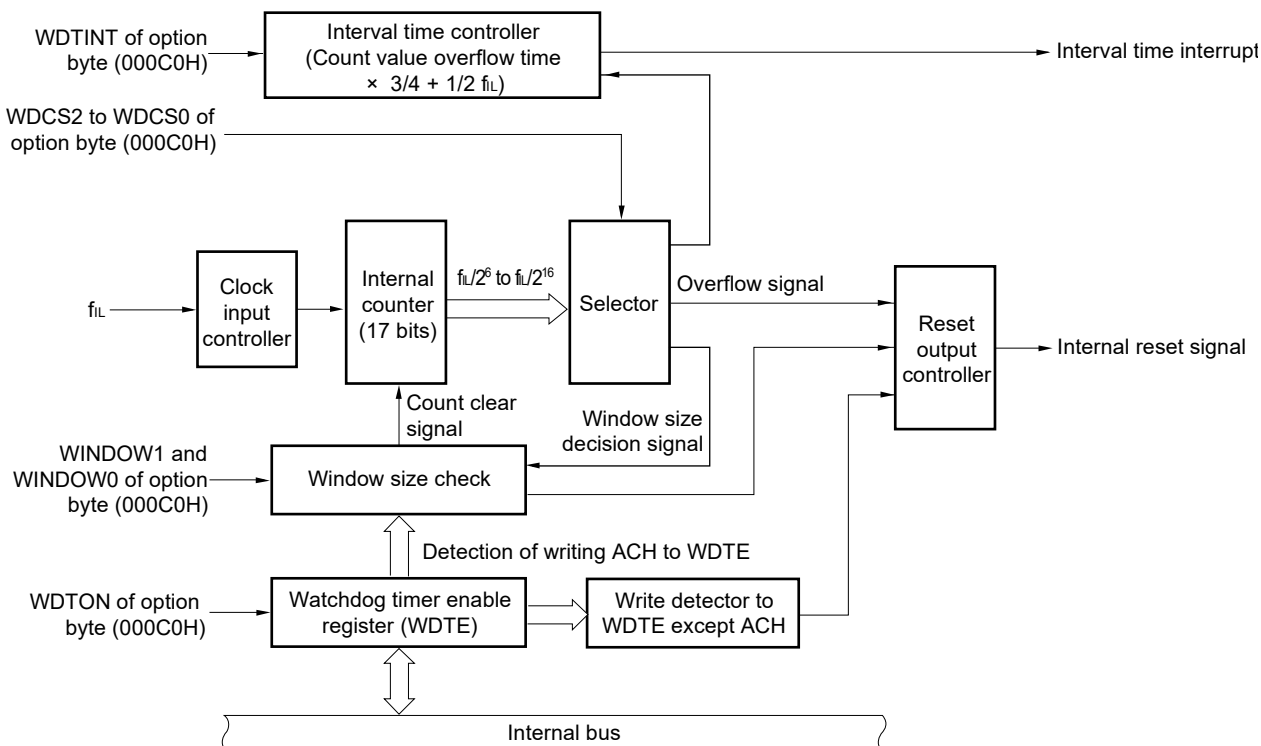 WDTINT of option
byte (000C0H)
Interval time controller
(Count value overflow time
× 3/4 + 1/2 fIL)
Interval time interrupt
WDCS2 to WDCS0 of
option byte (000C0H)
fIL
Clock
input
controller
Internal
counter
(17 bits)
fIL/2⁶ to fIL/2¹⁶
Selector
Overflow signal
Reset
output
controller
Internal reset signal
Count clear
signal
Window size
decision signal
WINDOW1 and
WINDOW0 of option
byte (000C0H)
Window size check
Detection of writing ACH to WDTE
WDTON of option
byte (000C0H)
Watchdog timer enable
register (WDTE)
Write detector to
WDTE except ACH
Internal bus